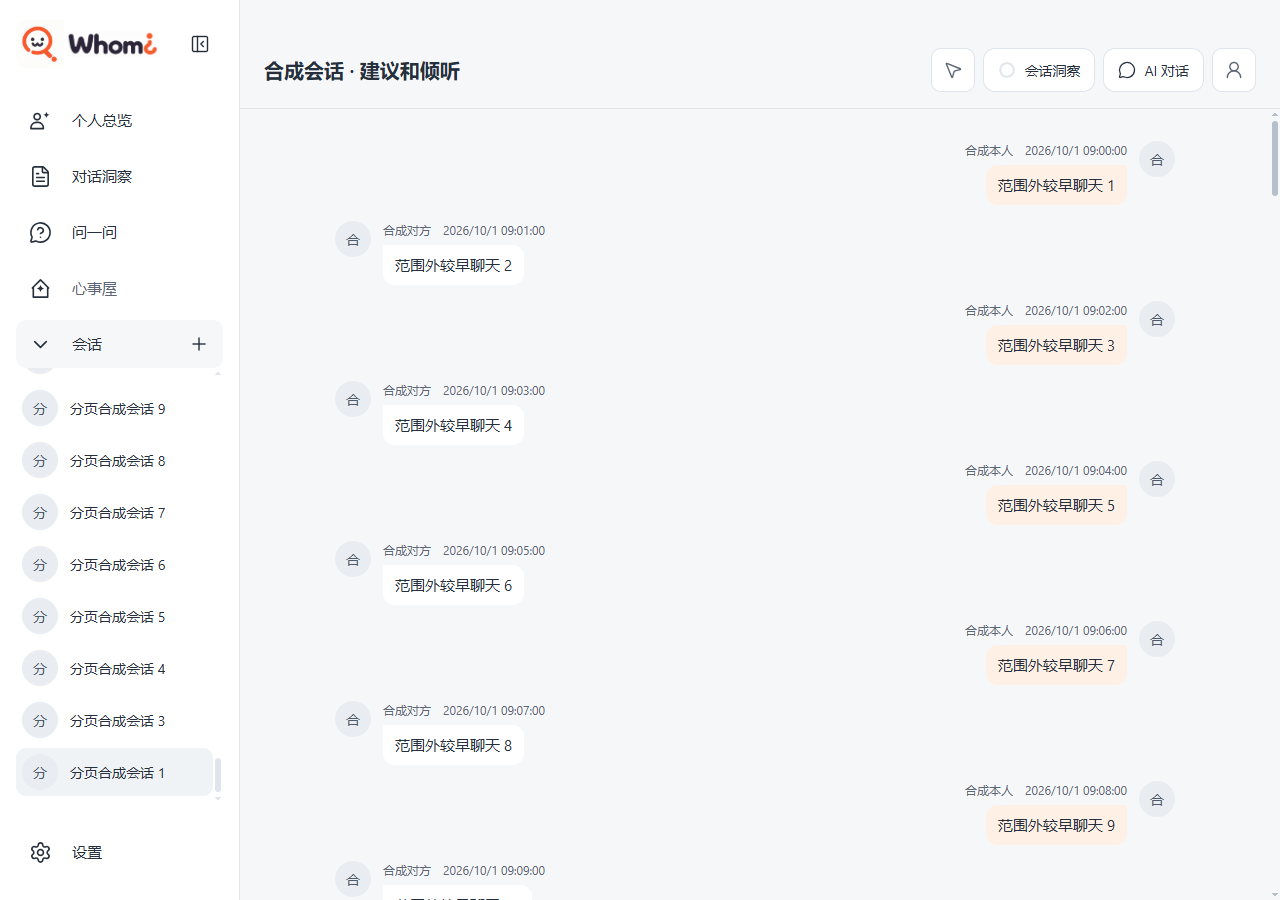 Whomi
个人总览
对话洞察
问一问
心事屋
会话
分 分页合成会话 9
分 分页合成会话 8
分 分页合成会话 7
分 分页合成会话 6
分 分页合成会话 5
分 分页合成会话 4
分 分页合成会话 3
分 分页合成会话 1
设置
合成会话 · 建议和倾听
会话洞察
AI 对话
合成本人 2026/10/1 09:00:00
合
范围外较早聊天 1
合成对方 2026/10/1 09:01:00
合
范围外较早聊天 2
合成本人 2026/10/1 09:02:00
合
范围外较早聊天 3
合成对方 2026/10/1 09:03:00
合
范围外较早聊天 4
合成本人 2026/10/1 09:04:00
合
范围外较早聊天 5
合成对方 2026/10/1 09:05:00
合
范围外较早聊天 6
合成本人 2026/10/1 09:06:00
合
范围外较早聊天 7
合成对方 2026/10/1 09:07:00
合
范围外较早聊天 8
合成本人 2026/10/1 09:08:00
合
范围外较早聊天 9
合成对方 2026/10/1 09:09:00
合